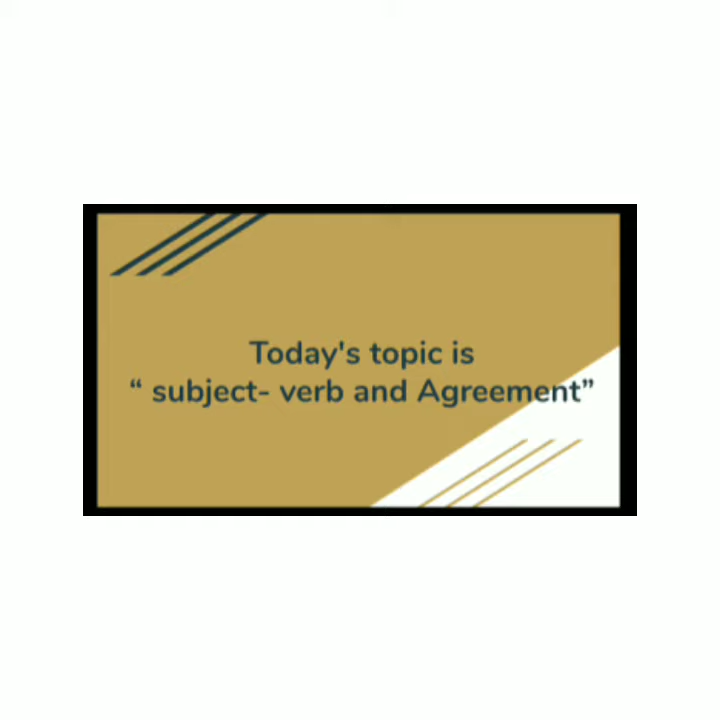 Today's topic is
“ subject- verb and Agreement”